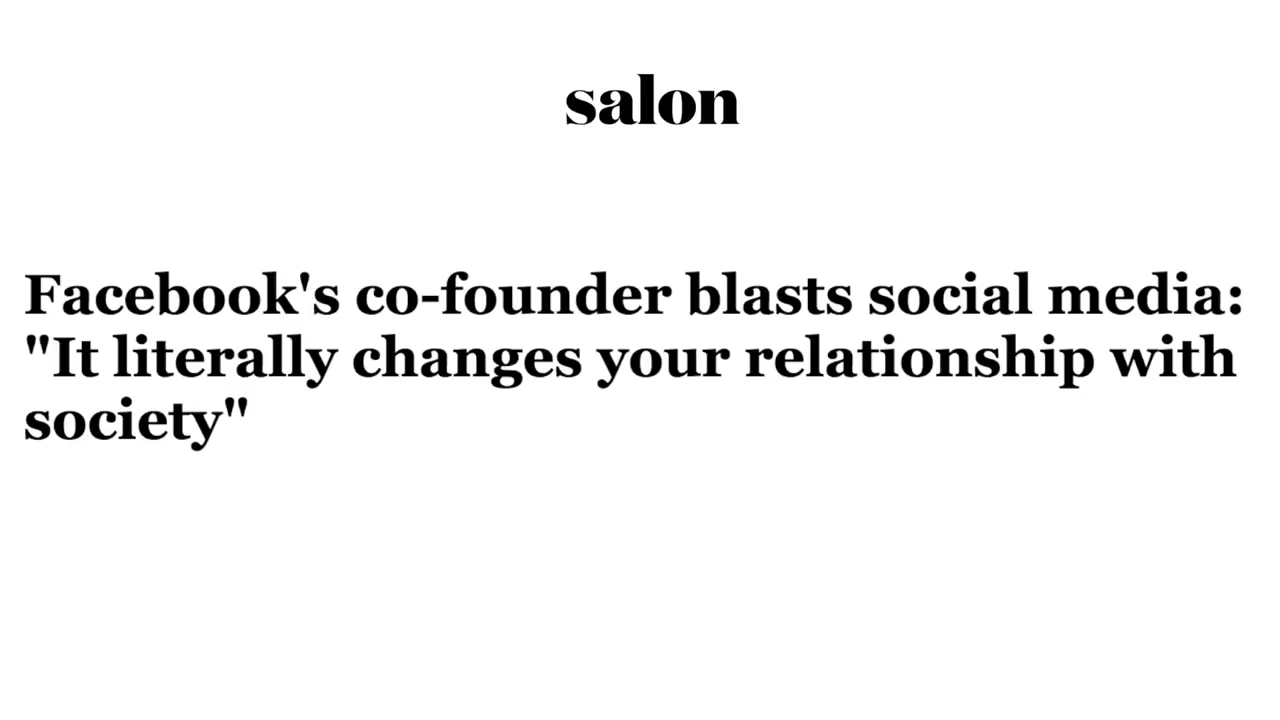 salon
Facebook's co-founder blasts social media:
"It literally changes your relationship with
society"